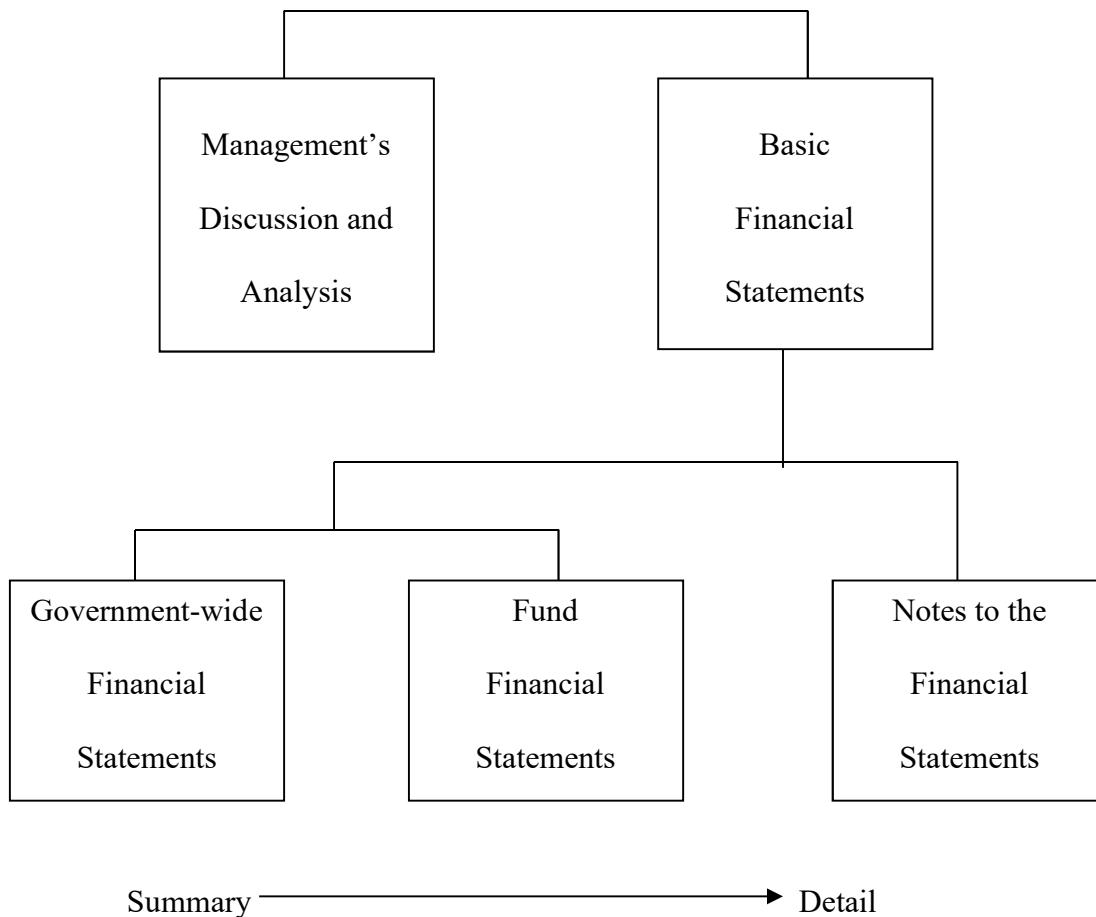 Management’s
Discussion and
Analysis
Basic
Financial
Statements
Government-wide
Financial
Statements
Fund
Financial
Statements
Notes to the
Financial
Statements
Summary
Detail